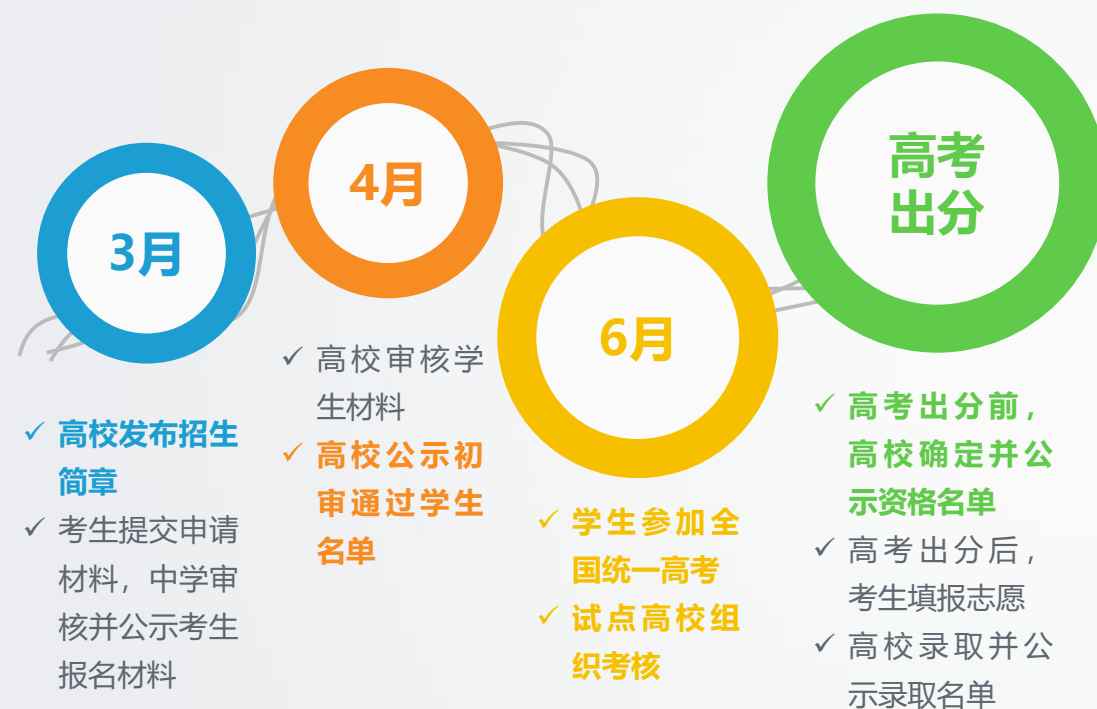 3月
高校发布招生
简章
考生提交申请
材料，中学审
核并公示考生
报名材料
4月
高校审核学
生材料
高校公示初
审通过学生
名单
6月
学生参加全
国统一高考
试点高校组
织考核
高考
出分
高考出分前，
高校确定并公
示资格名单
高考出分后，
考生填报志愿
高校录取并公
示录取名单